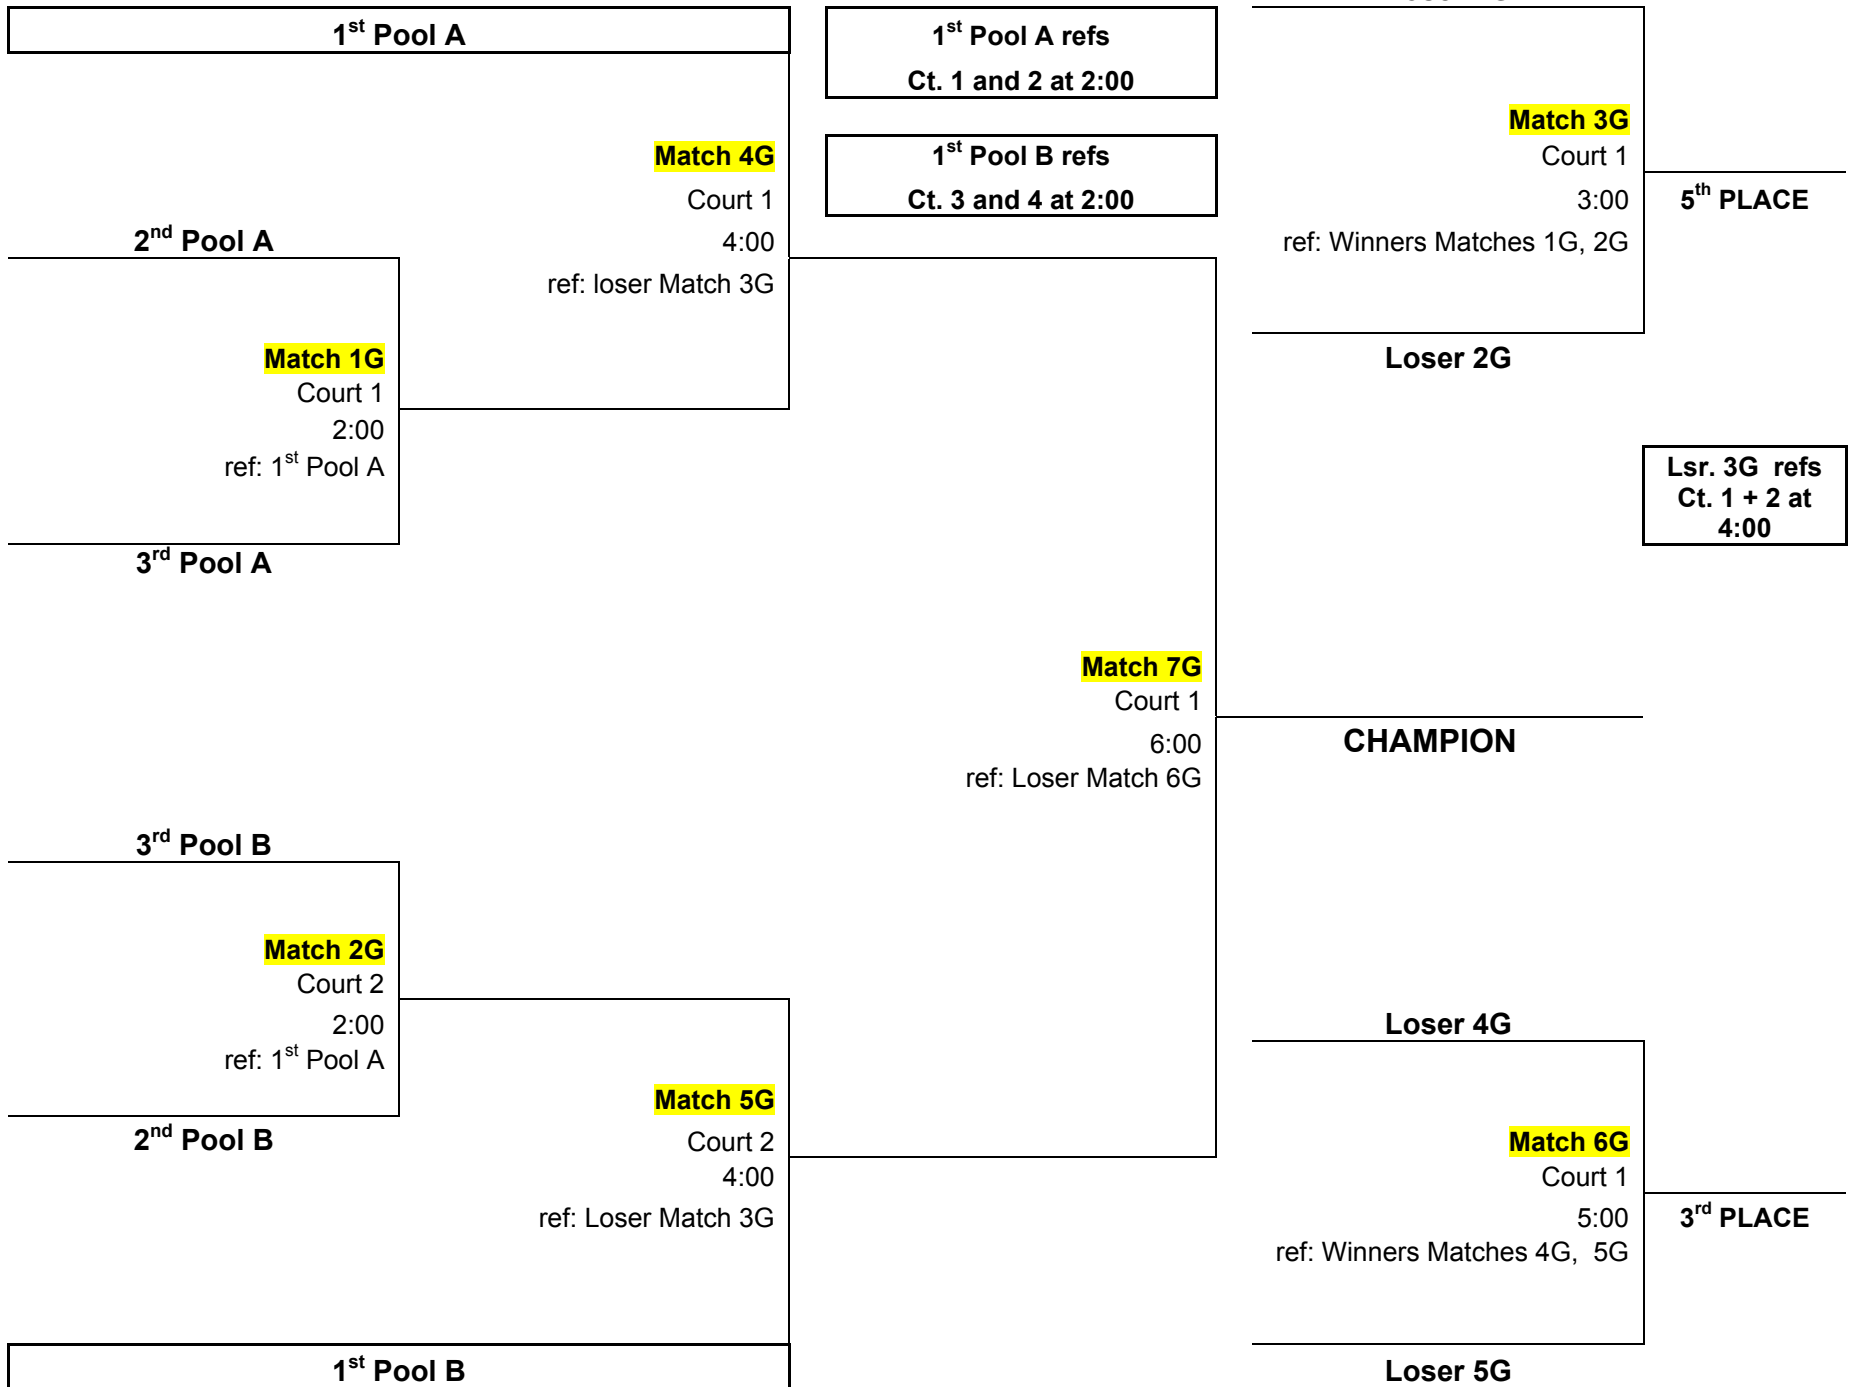 1st Pool A
1st Pool A refs
Ct. 1 and 2 at 2:00
1st Pool B refs
Ct. 3 and 4 at 2:00
Match 3G
Court 1
3:00
ref: Winners Matches 1G, 2G
5th PLACE
Loser 2G
Match 4G
Court 1
4:00
ref: loser Match 3G
2nd Pool A
Match 1G
Court 1
2:00
ref: 1st Pool A
3rd Pool A
Lsr. 3G refs
Ct. 1 + 2 at
4:00
Match 7G
Court 1
6:00
ref: Loser Match 6G
CHAMPION
3rd Pool B
Match 2G
Court 2
2:00
ref: 1st Pool A
2nd Pool B
Match 5G
Court 2
4:00
ref: Loser Match 3G
Loser 4G
Match 6G
Court 1
5:00
ref: Winners Matches 4G, 5G
3rd PLACE
1st Pool B
Loser 5G